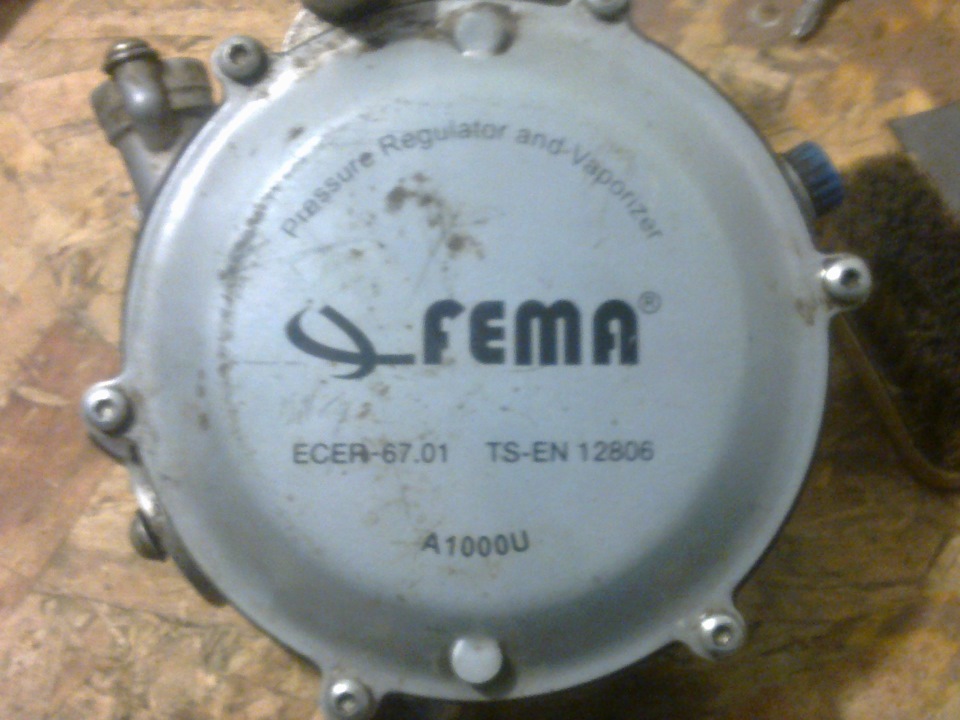 Pressure Regulator and Vaporizer
FEMA®
ECER-67.01 TS-EN 12806
A1000U